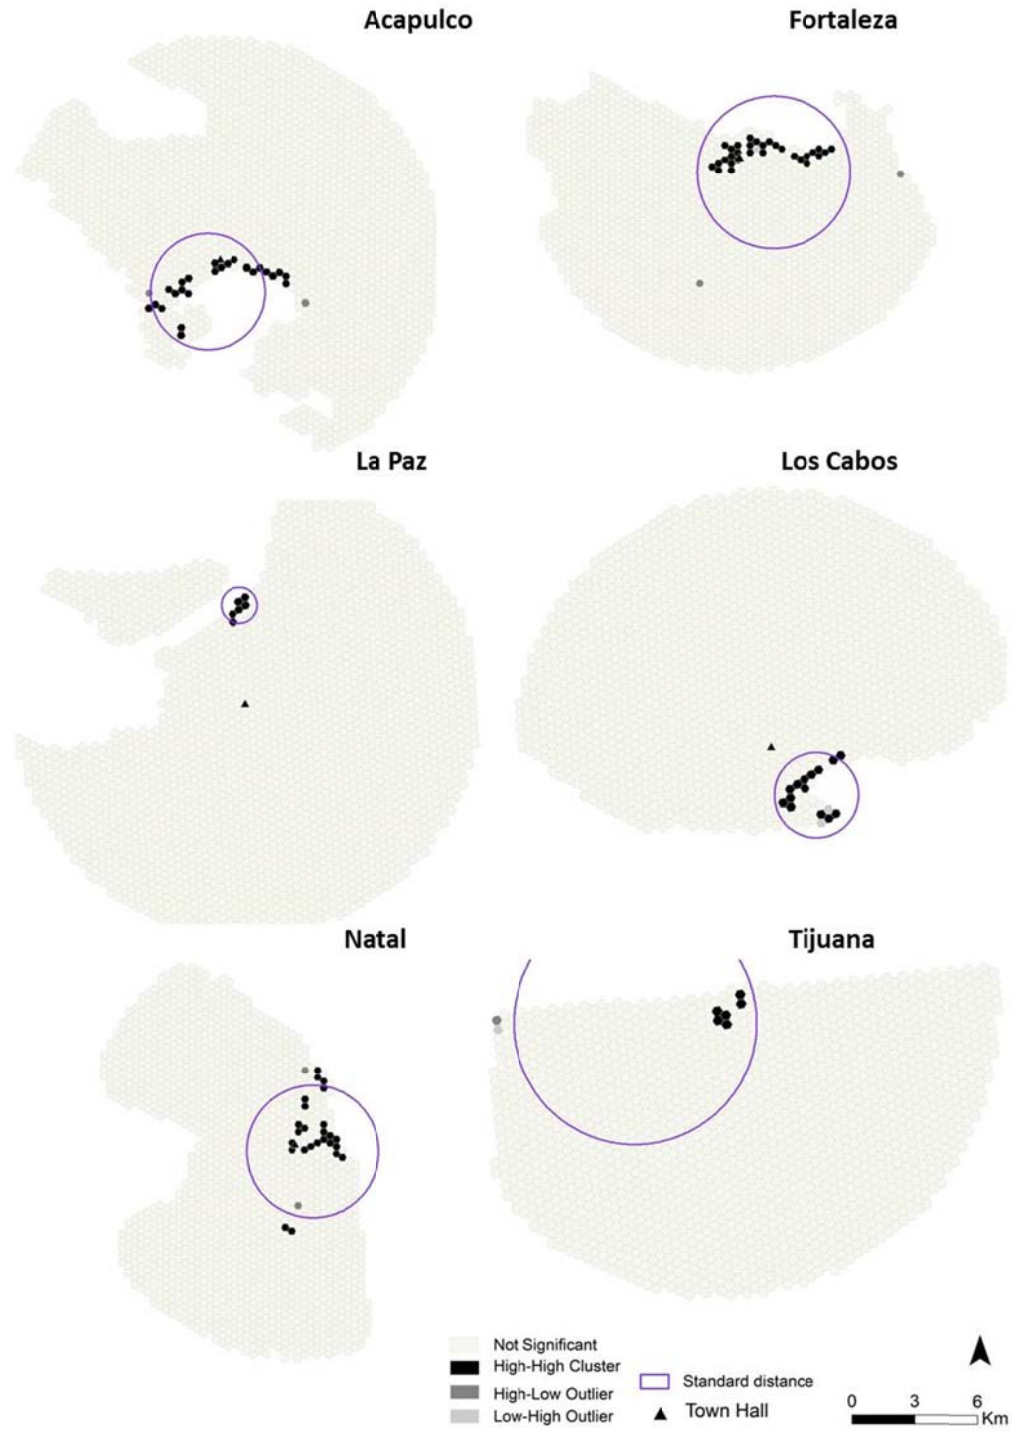 Acapulco
Fortaleza
La Paz
Los Cabos
Natal
Tijuana
Not Significant
High-High Cluster
High-Low Outlier
Low-High Outlier
Standard distance
Town Hall
0 3 6
Km